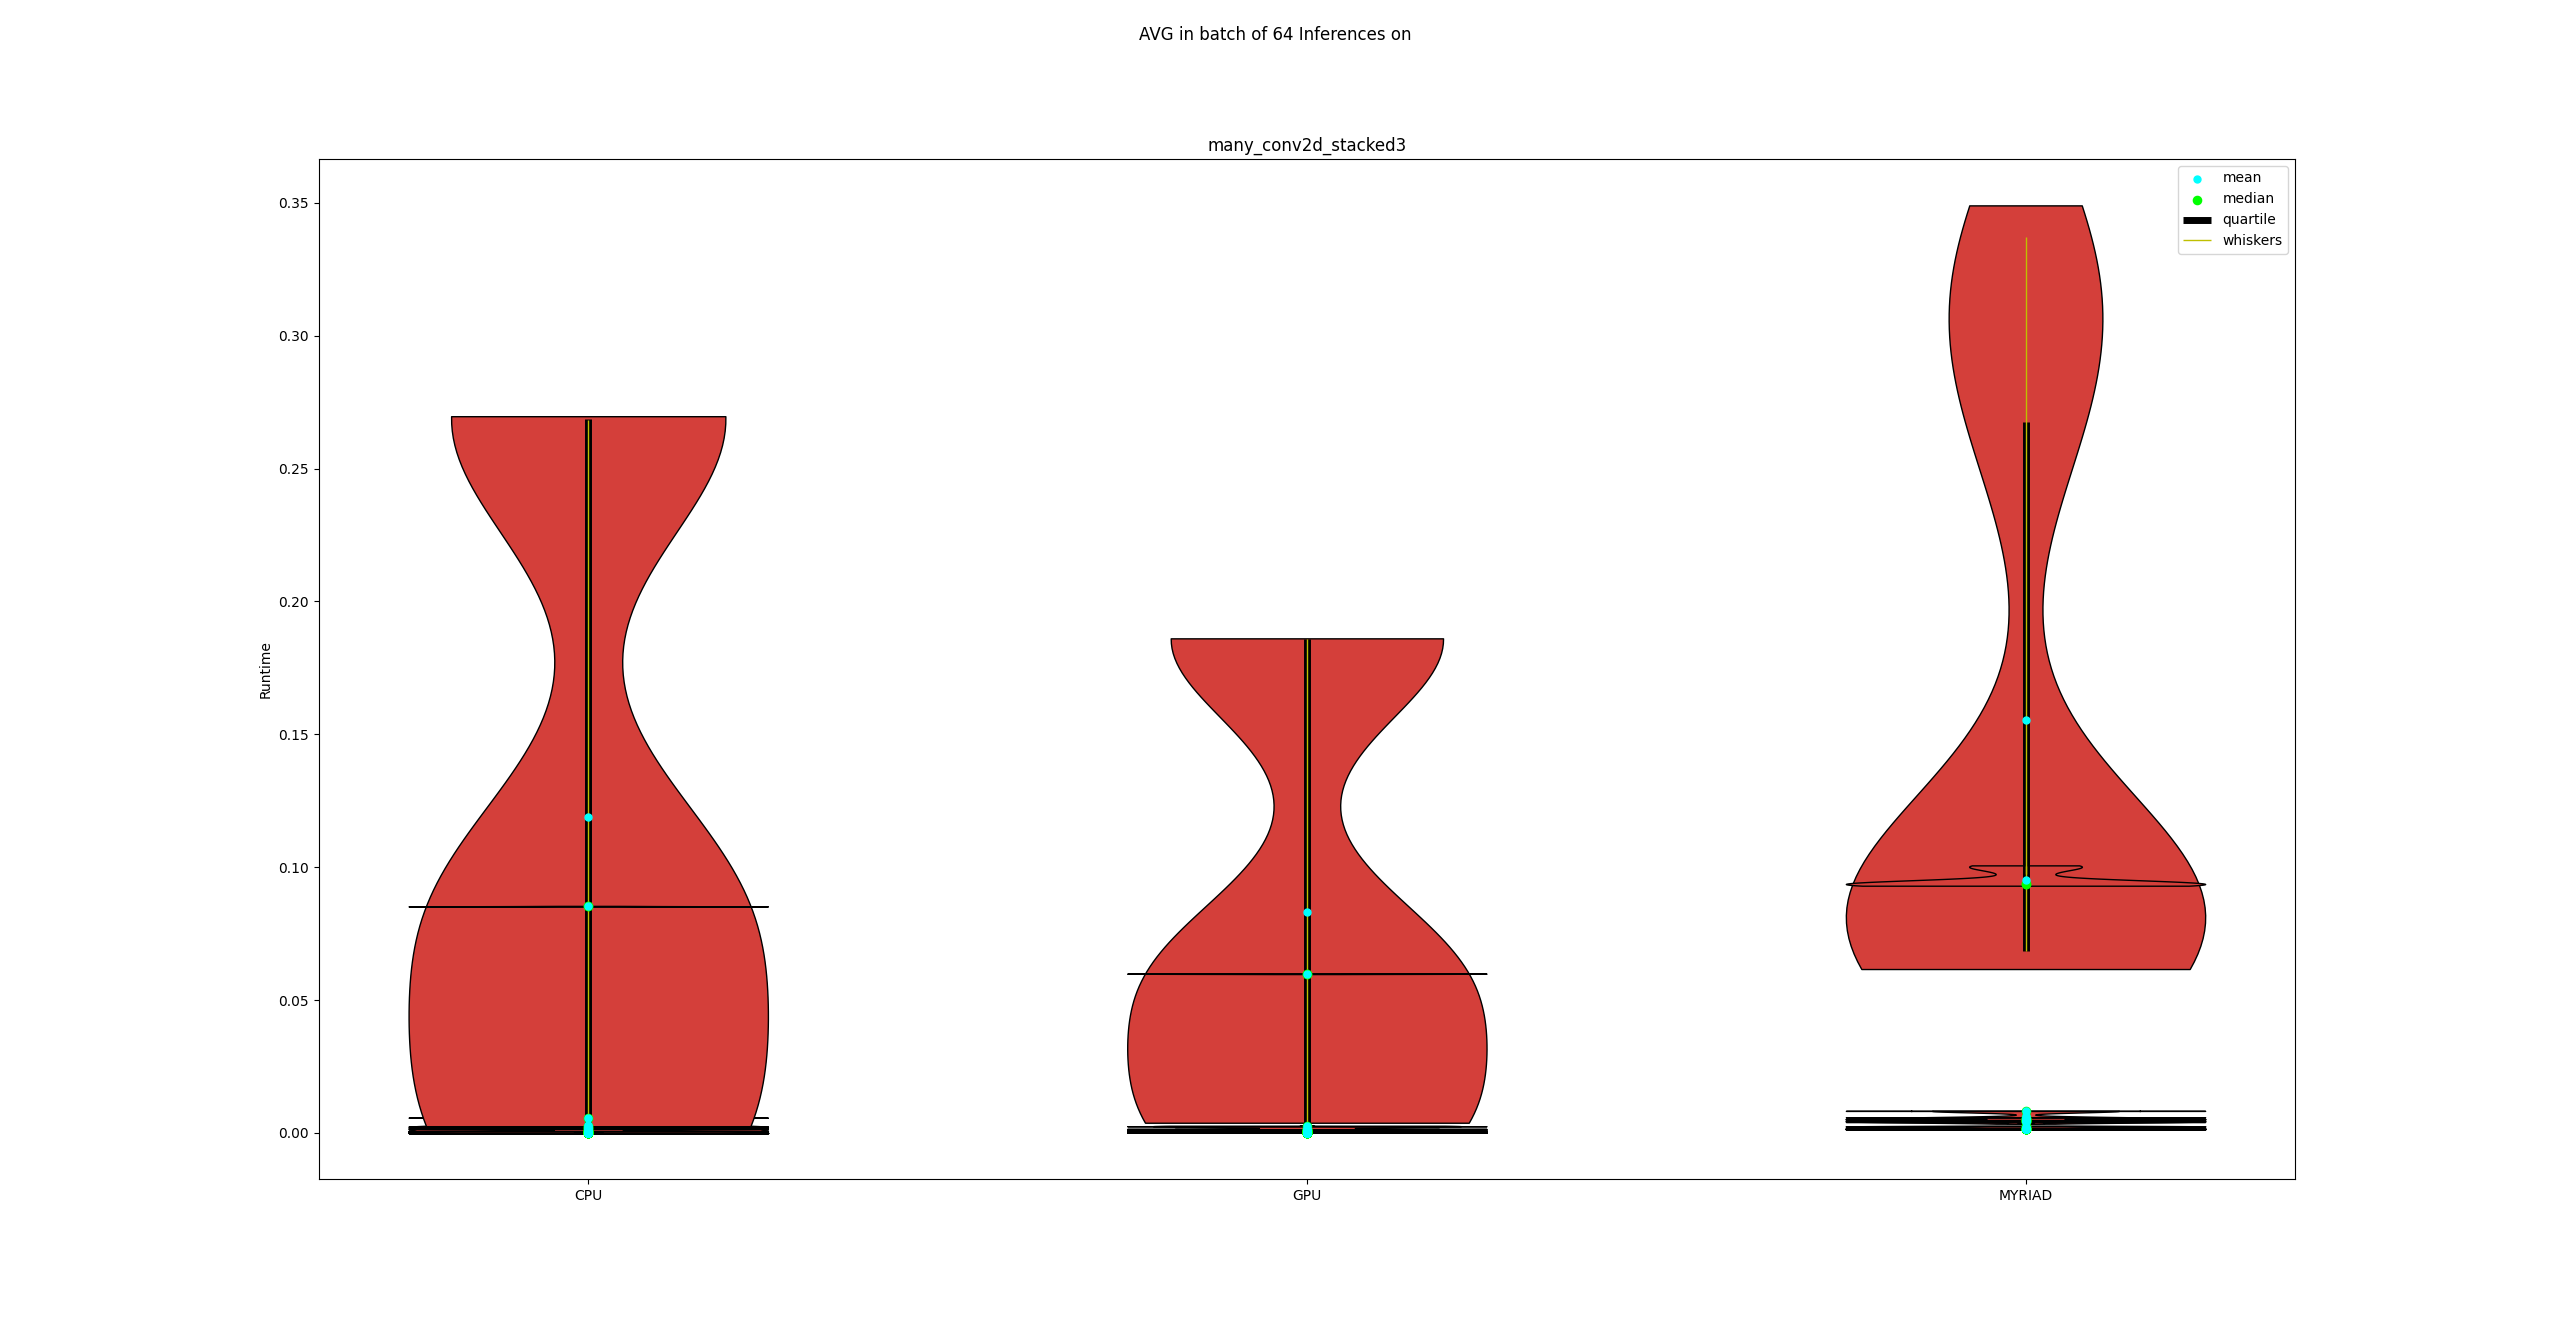 AVG in batch of 64 Inferences on
many_conv2d_stacked3
mean
median
quartile
whiskers
Runtime
0.35
0.30
0.25
0.20
0.15
0.10
0.05
0.00
CPU
GPU
MYRIAD